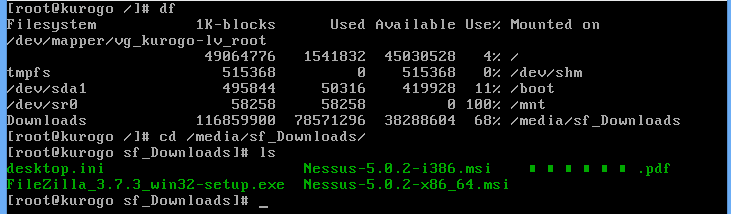 [root@kurogo /]# df
Filesystem 1K-blocks Used Available Use% Mounted on
/dev/mapper/vg_kurogo-lv_root
49064776 1541832 45030528 4% /
tmpfs 515368 0 515368 0% /dev/shm
/dev/sda1 495844 50316 419928 11% /boot
/dev/sr0 58258 58258 0 100% /mnt
Downloads 116859900 78571296 38288604 68% /media/sf_Downloads
[root@kurogo /]# cd /media/sf_Downloads/
[root@kurogo sf_Downloads]# ls
desktop.ini Nessus-5.0.2-i386.msi ■ ■ ■ ■ ■ ■ .pdf
FileZilla_3.7.3_win32-setup.exe Nessus-5.0.2-x86_64.msi
[root@kurogo sf_Downloads]# _